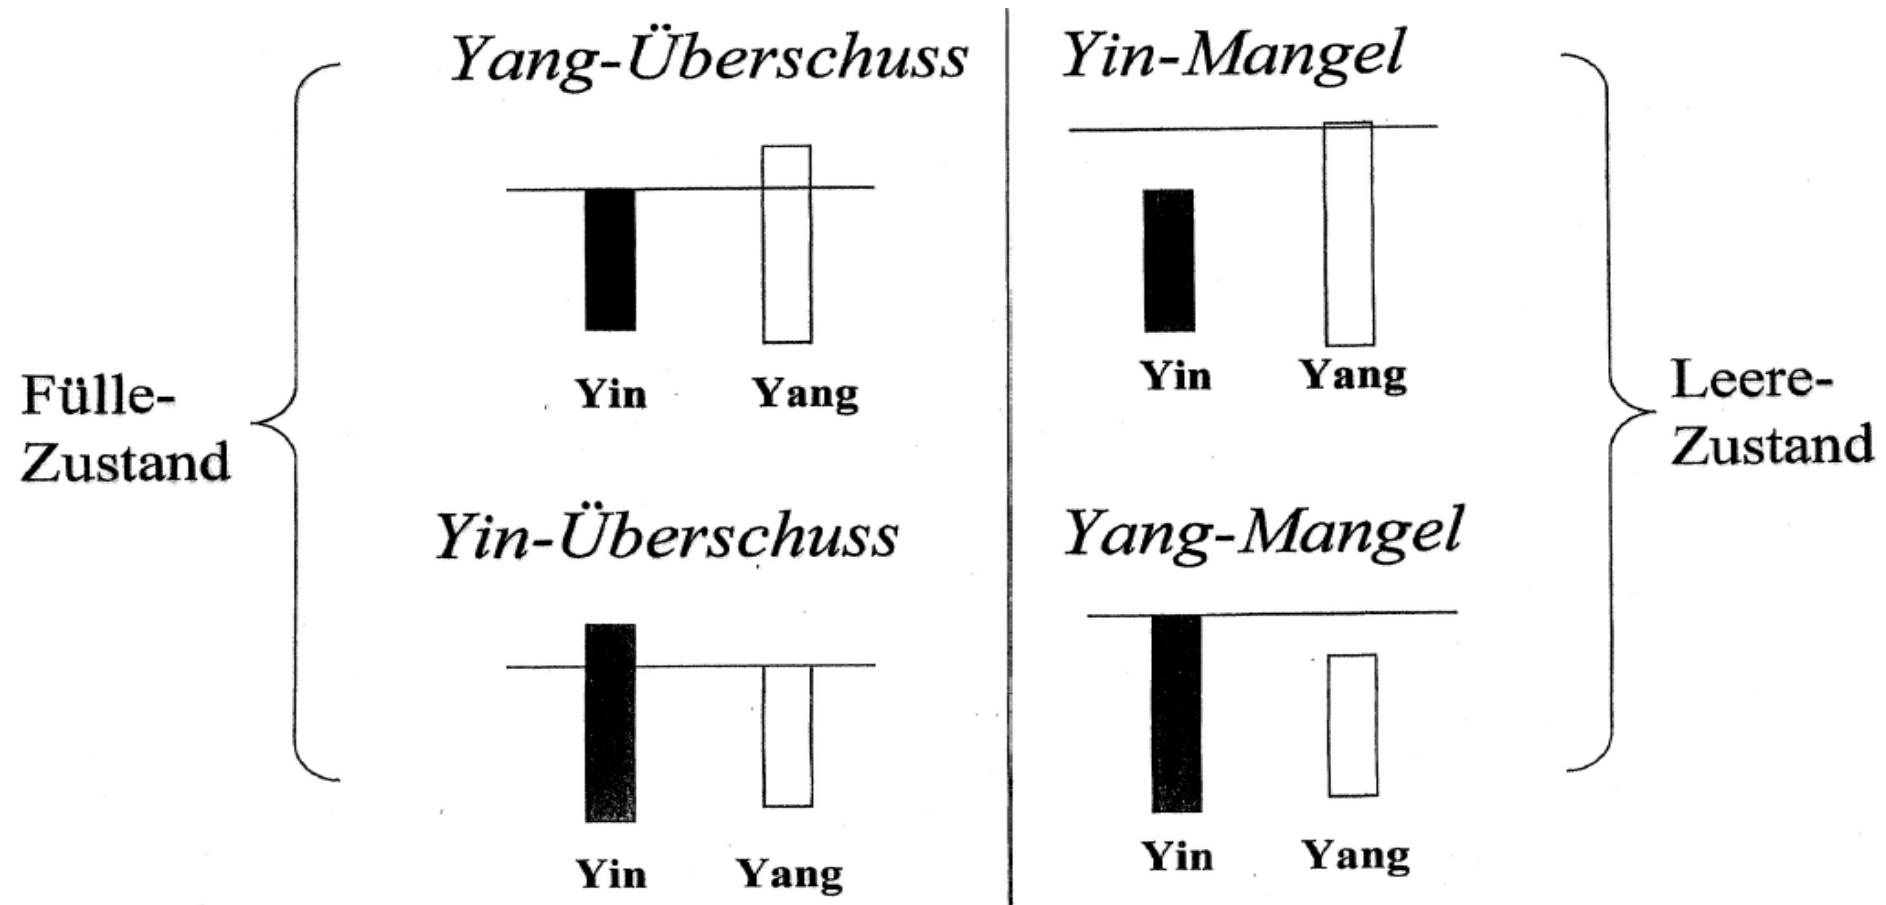 Yang-Überschuss
Yin-Mangel
Yin
Yang
Yin
Yang
Fülle-
Zustand
Leere-
Zustand
Yin-Überschuss
Yang-Mangel
Yin
Yang
Yin
Yang